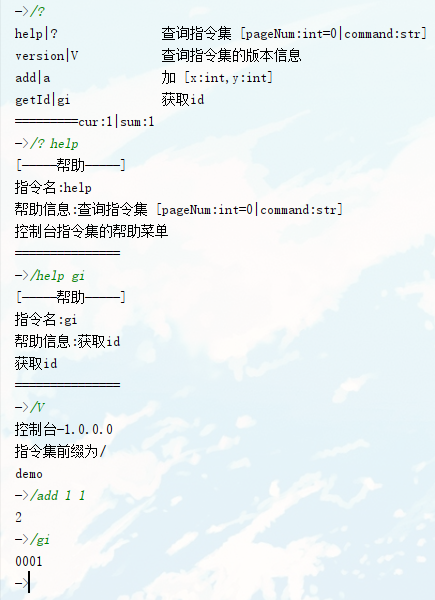 ->/?
help|? 查询指令集 [pageNum:int=0|command:str]
version|V 查询指令集的版本信息
add|a 加 [x:int,y:int]
getId|gi 获取id
=========cur:1|sum:1
->/? help
[-----帮助-----]
指令名:help
帮助信息:查询指令集 [pageNum:int=0|command:str]
控制台指令集的帮助菜单
===============
->/help gi
[-----帮助-----]
指令名:gi
帮助信息:获取id
获取id
===============
->/V
控制台-1.0.0.0
指令集前缀为/
demo
->/add 1 1
2
->/gi
0001
->